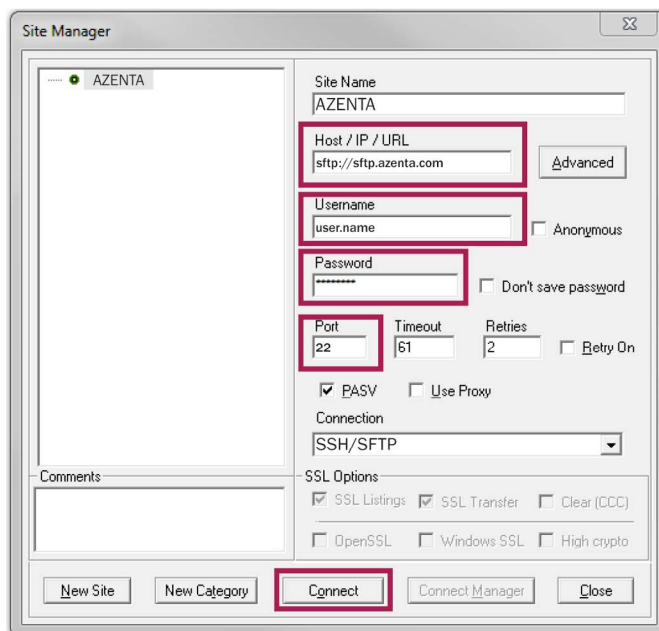 Site Manager
AZENTA
Site Name
AZENTA
Host / IP / URL
sftp://sftp.azenta.com
Advanced
Username
user.name
Anonymous
Password
********
Don't save password
Port Timeout Retries
22 61 2 Retry On
PASV Use Proxy
Connection
SSH/SFTP
Comments
SSL Options
SSL Listings SSL Transfer Clear (CCC)
OpenSSL Windows SSL High crypto
New Site New Category Connect Connect Manager Close